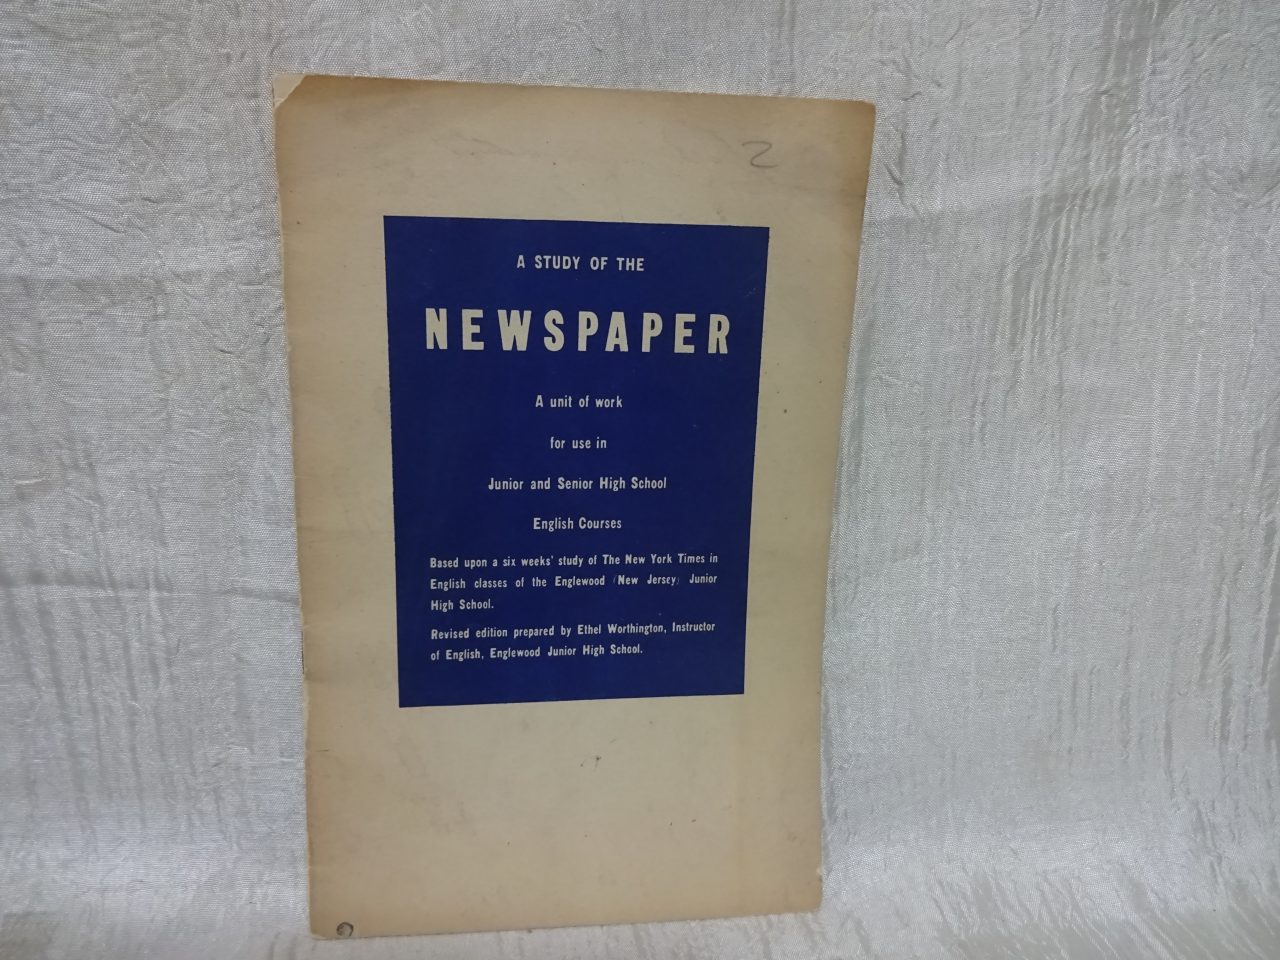 2
A STUDY OF THE
NEWSPAPER
A unit of work
for use in
Junior and Senior High School
English Courses
Based upon a six weeks' study of The New York Times in
English classes of the Englewood (New Jersey) Junior
High School.
Revised edition prepared by Ethel Worthington, Instructor
of English, Englewood Junior High School.